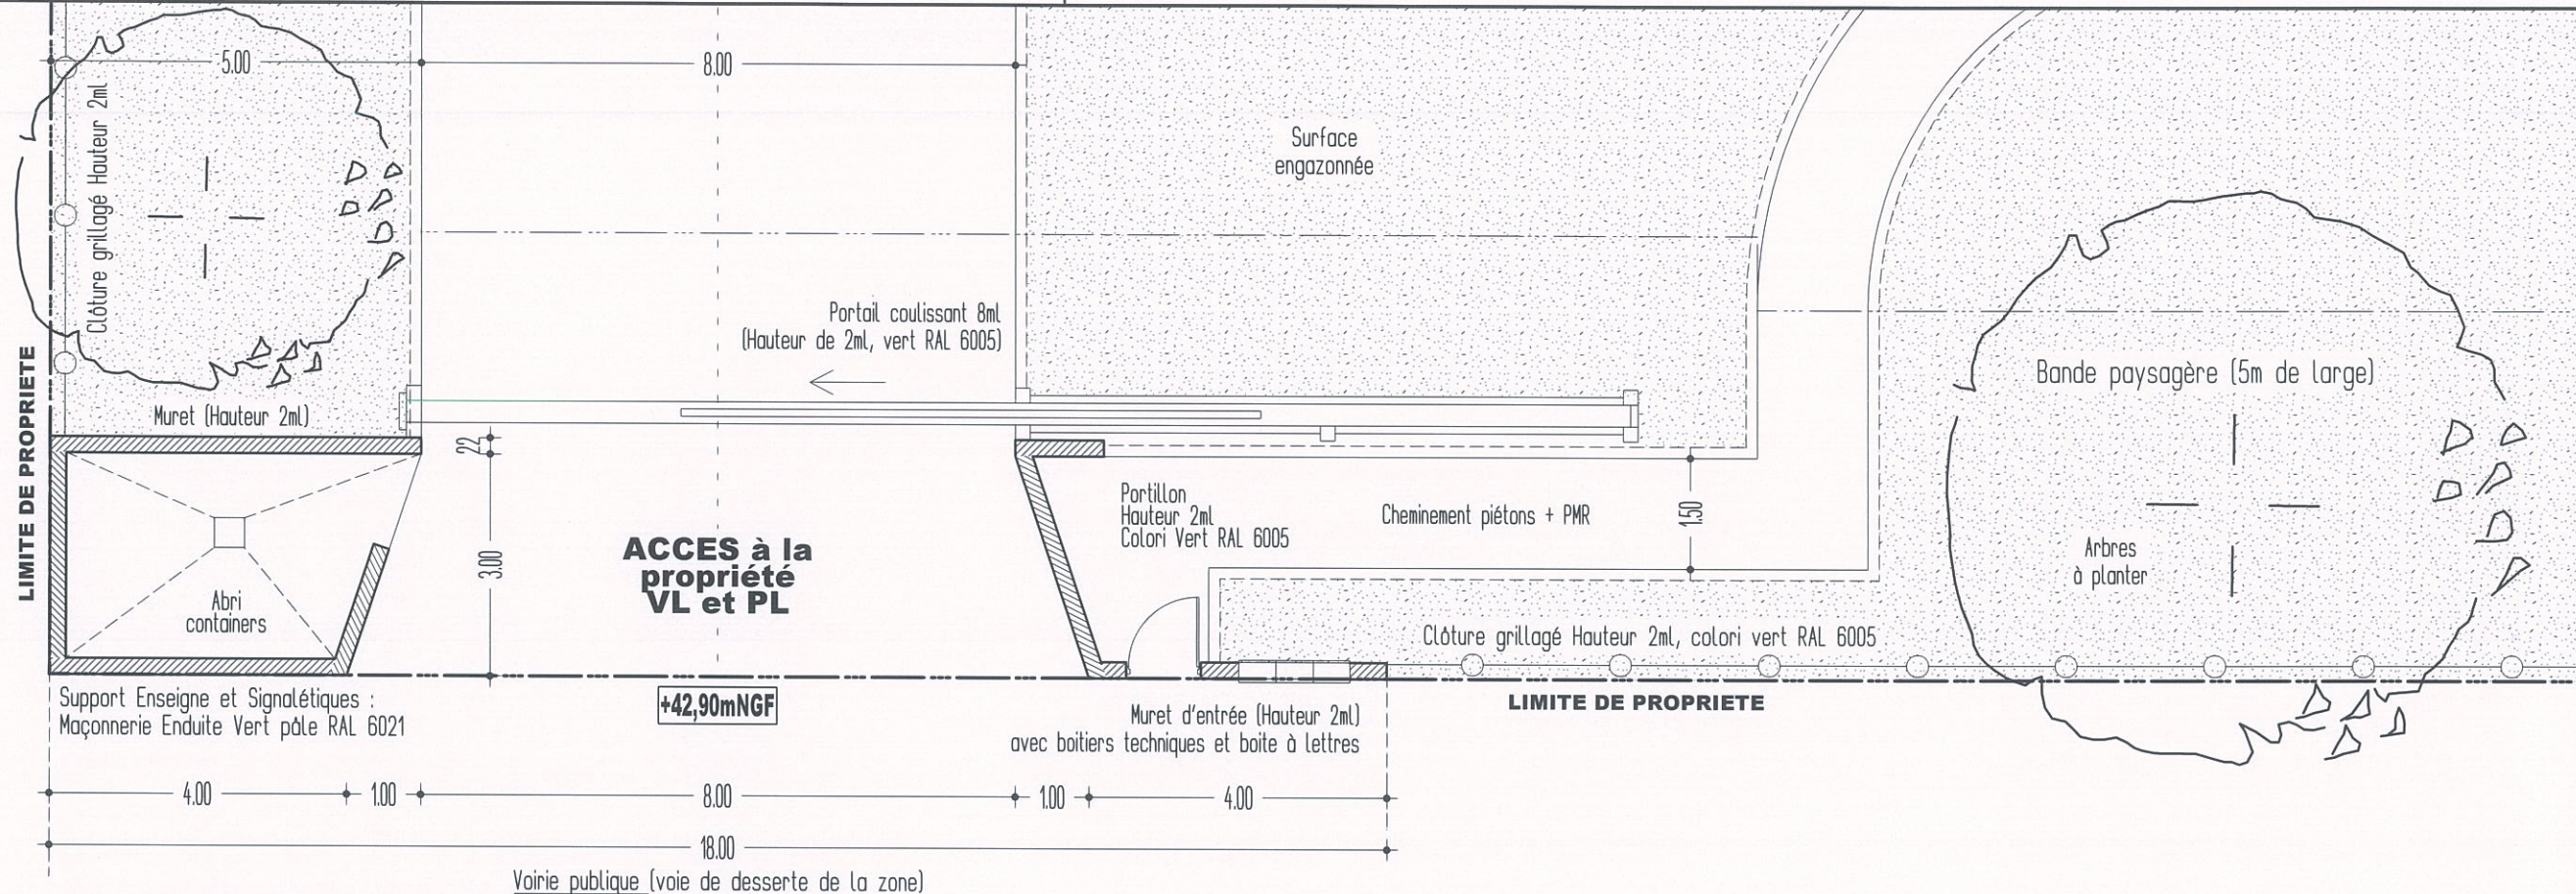 5.00
8.00
Clôture grillagé Hauteur 2ml
Surface
engazonnée
Portail coulissant 8ml
(Hauteur de 2ml, vert RAL 6005)
LIMITE DE PROPRIETE
Muret (Hauteur 2ml)
Bande paysagère (5m de large)
22
3.00
Portillon
Hauteur 2ml
Colori Vert RAL 6005
Cheminement piétons + PMR
1.50
ACCES à la
propriété
VL et PL
Abri
containers
Arbres
à planter
Clôture grillagé Hauteur 2ml, colori vert RAL 6005
Support Enseigne et Signalétiques :
Maçonnerie Enduite Vert pâle RAL 6021
+42,90mNGF
LIMITE DE PROPRIETE
Muret d'entrée (Hauteur 2ml)
avec boitiers techniques et boite à lettres
4.00
1.00
8.00
1.00
4.00
18.00
Voirie publique (voie de desserte de la zone)